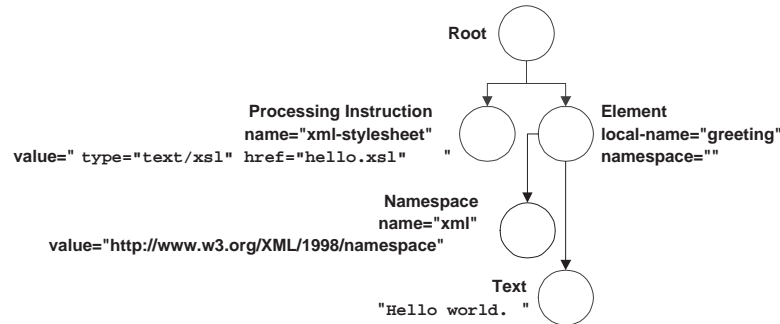 Root
Processing Instruction
name="xml-stylesheet"
value=" type="text/xsl" href="hello.xsl" "
Element
local-name="greeting"
namespace=""
Namespace
name="xml"
value="http://www.w3.org/XML/1998/namespace"
Text
"Hello world. "